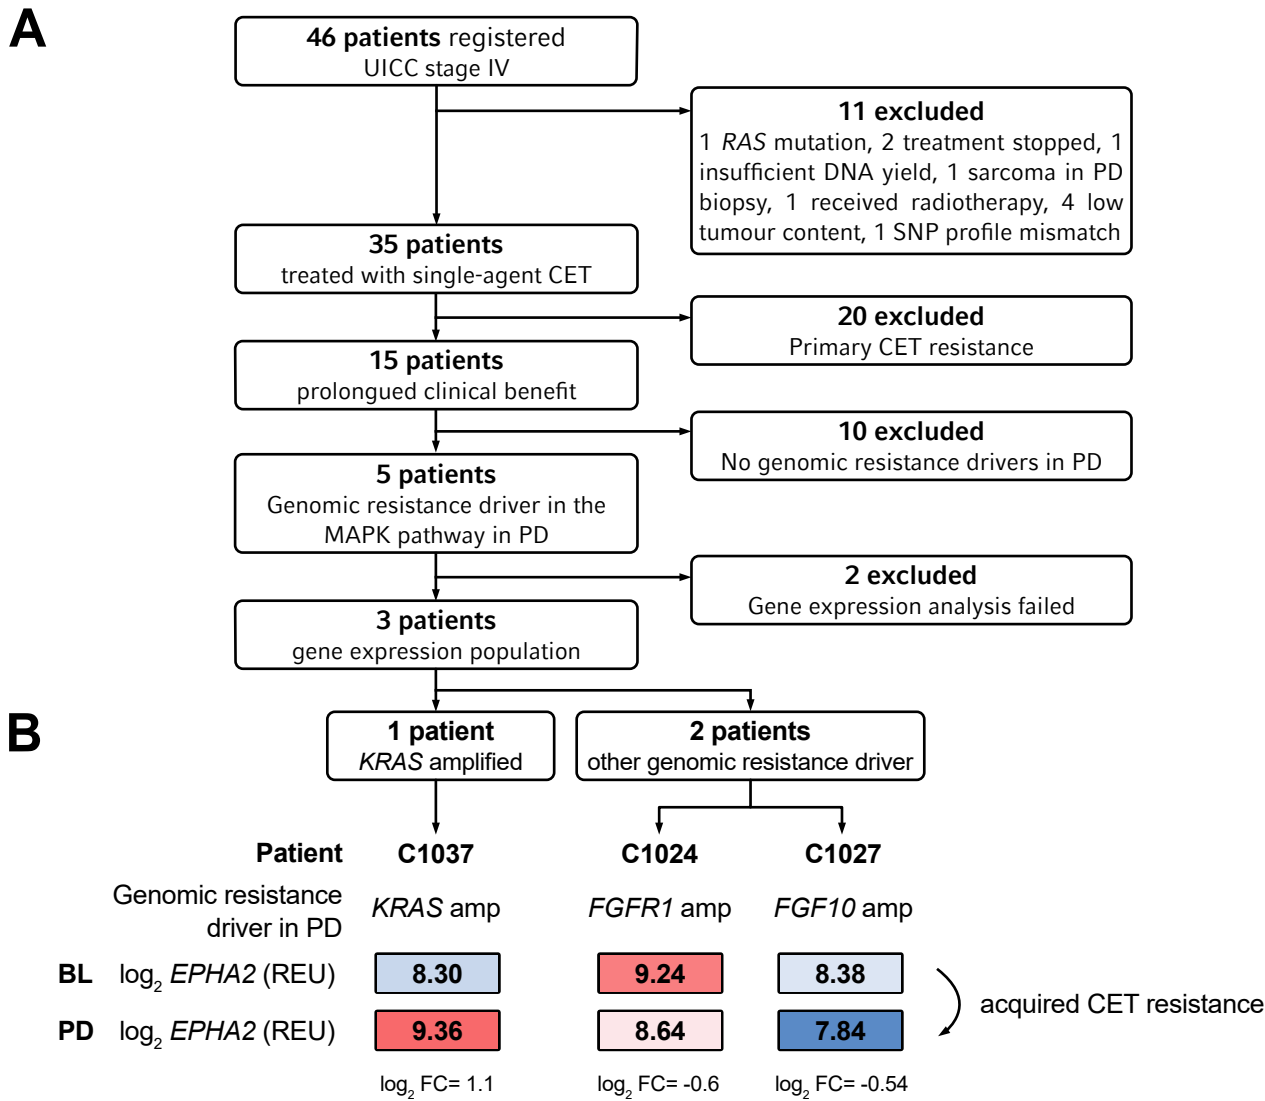 A
46 patients registered
UICC stage IV
11 excluded
1 RAS mutation, 2 treatment stopped, 1
insufficient DNA yield, 1 sarcoma in PD
biopsy, 1 received radiotherapy, 4 low
tumour content, 1 SNP profile mismatch
35 patients
treated with single-agent CET
20 excluded
Primary CET resistance
15 patients
prolongued clinical benefit
10 excluded
No genomic resistance drivers in PD
5 patients
Genomic resistance driver in the
MAPK pathway in PD
2 excluded
Gene expression analysis failed
3 patients
gene expression population
B
1 patient
KRAS amplified
2 patients
other genomic resistance driver
Patient C1037 C1024 C1027
Genomic resistance
driver in PD
KRAS amp FGFR1 amp FGF10 amp
BL log2 EPHA2 (REU) 8.30 9.24 8.38
acquired CET resistance
PD log2 EPHA2 (REU) 9.36 8.64 7.84
log2 FC= 1.1 log2 FC= -0.6 log2 FC= -0.54